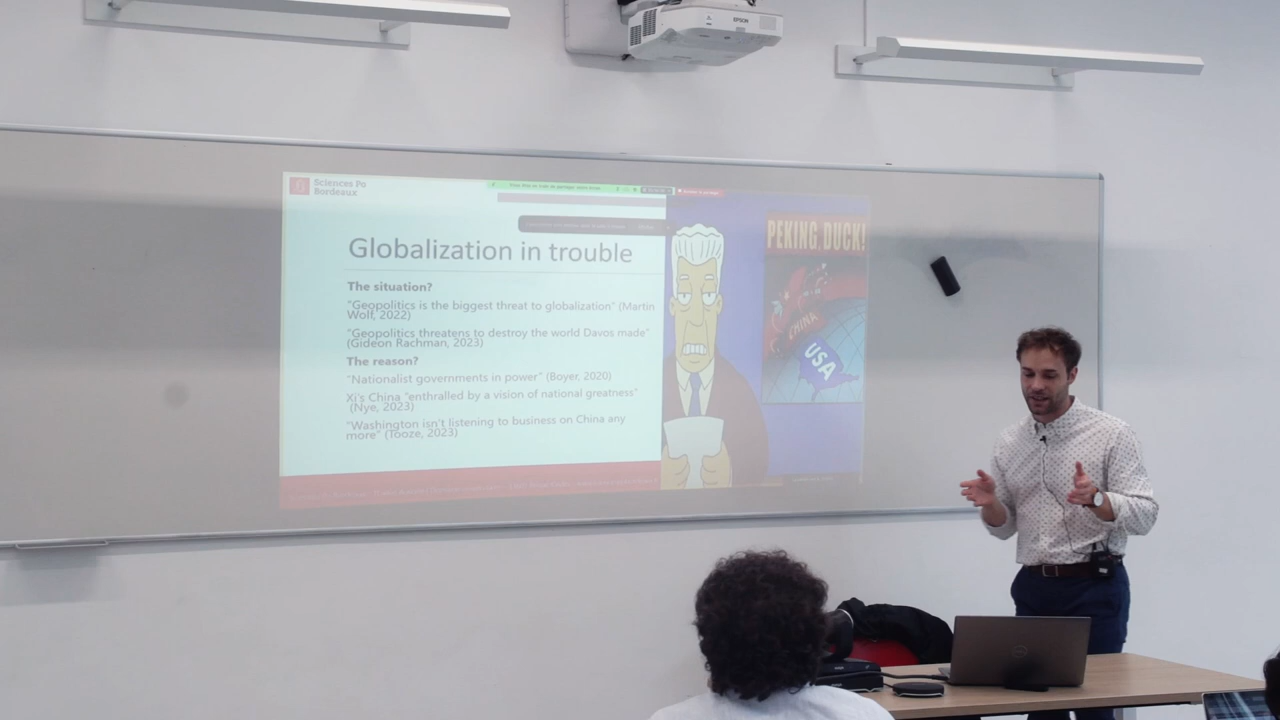 EPSON
Sciences Po
Bordeaux
Globalization in trouble
The situation?
"Geopolitics is the biggest threat to globalization" (Martin
Wolf, 2022)
"Geopolitics threatens to destroy the world Davos made"
(Gideon Rachman, 2023)
The reason?
"Nationalist governments in power" (Boyer, 2020)
Xi's China "enthralled by a vision of national greatness"
(Nye, 2023)
"Washington isn't listening to business on China any
more" (Tooze, 2023)
PEKING DUCK!
CHINA
USA